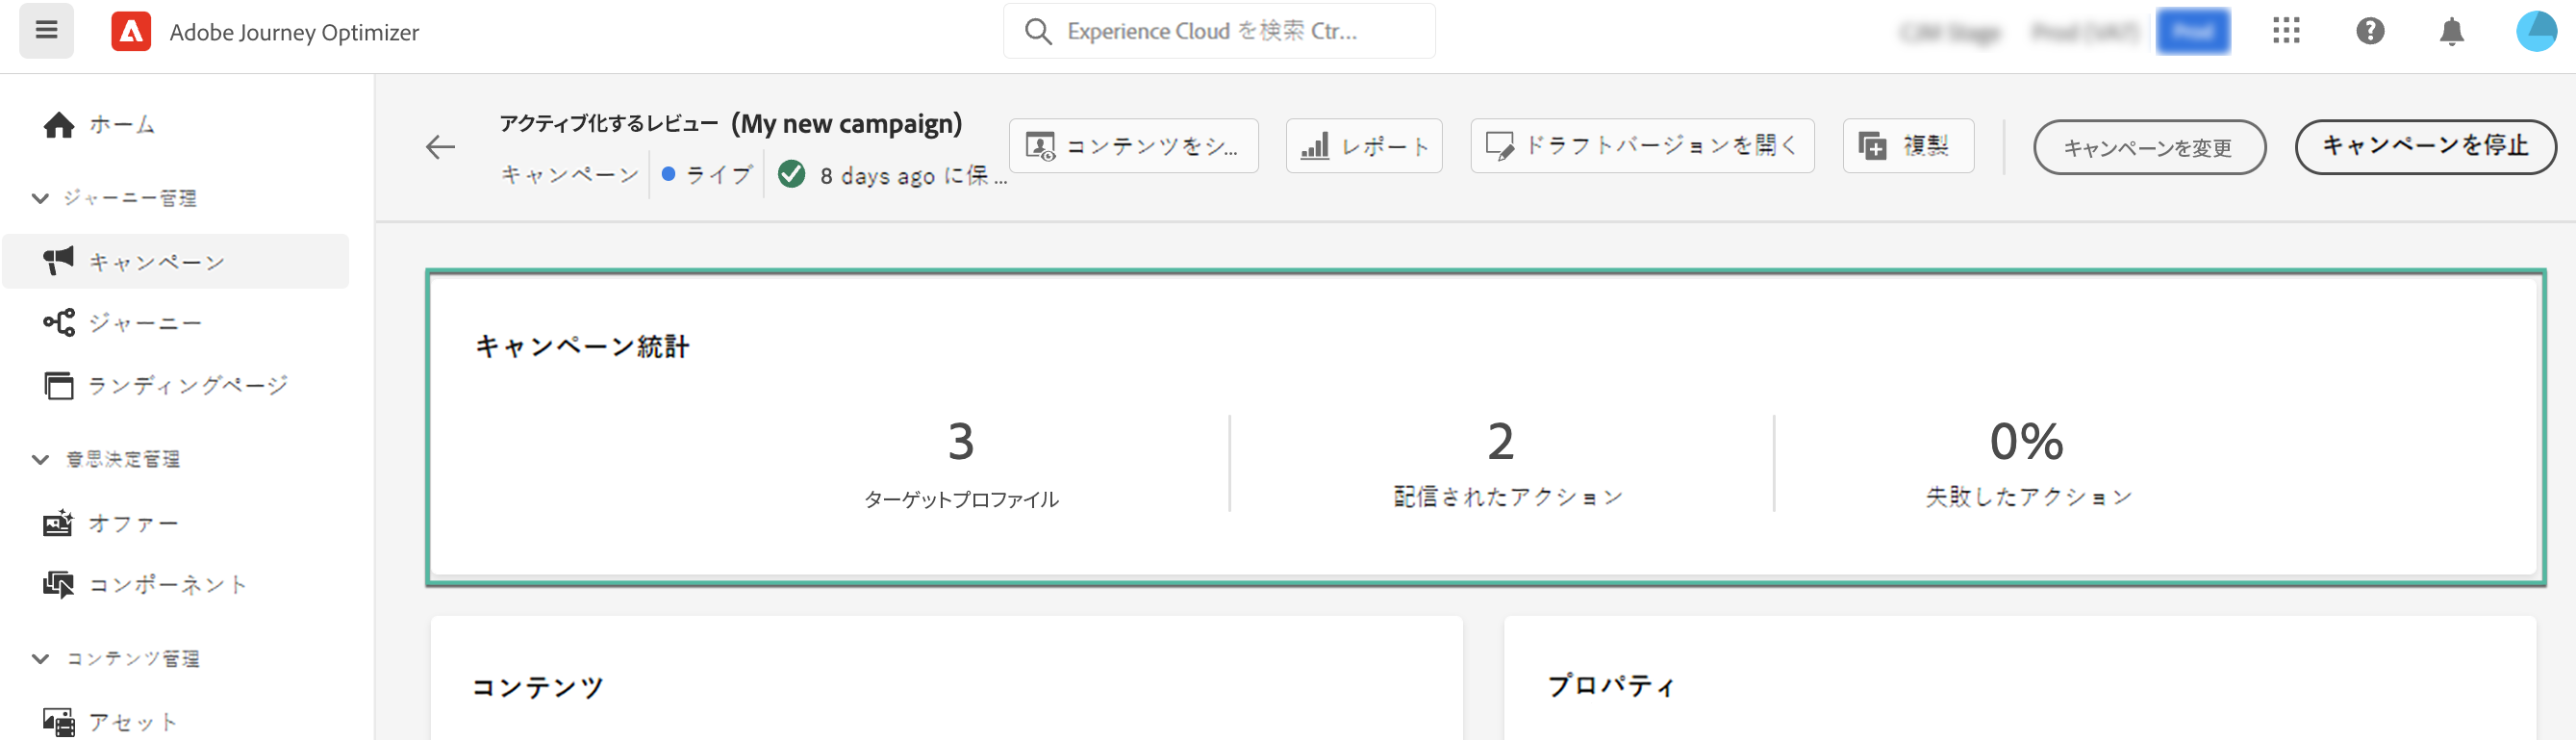 Adobe Journey Optimizer
Experience Cloud を検索 Ctr...
ホーム
ジャーニー管理
キャンペーン
ジャーニー
ランディングページ
意思決定管理
オファー
コンポーネント
コンテンツ管理
アセット
アクティブ化するレビュー (My new campaign)
キャンペーン ライブ 8 days ago に保 ...
コンテンツをシ...
レポート
ドラフトバージョンを開く
複製
キャンペーンを変更
キャンペーンを停止
キャンペーン統計
3
ターゲットプロファイル
2
配信されたアクション
0%
失敗したアクション
コンテンツ
プロパティ